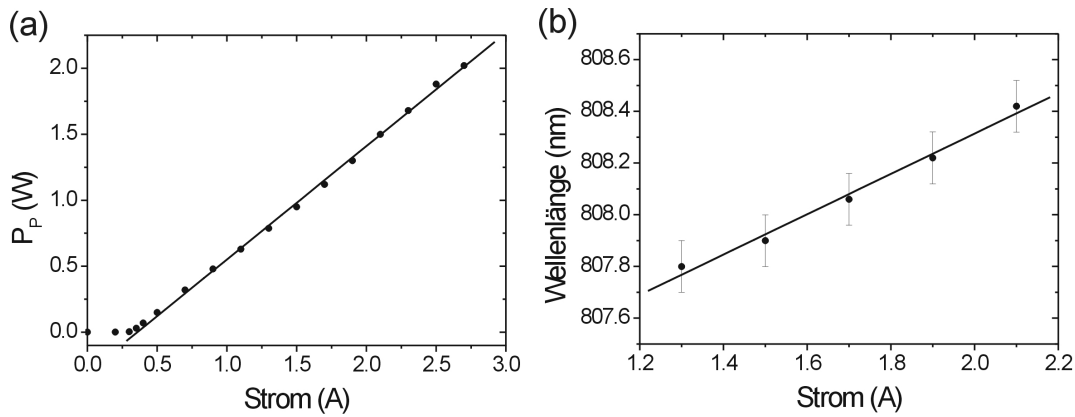 (a)
2.0
1.5
1.0
0.5
0.0
P_P (W)
0.0 0.5 1.0 1.5 2.0 2.5 3.0
Strom (A)
(b)
808.6
808.4
808.2
808.0
807.8
807.6
Wellenlänge (nm)
1.2 1.4 1.6 1.8 2.0 2.2
Strom (A)